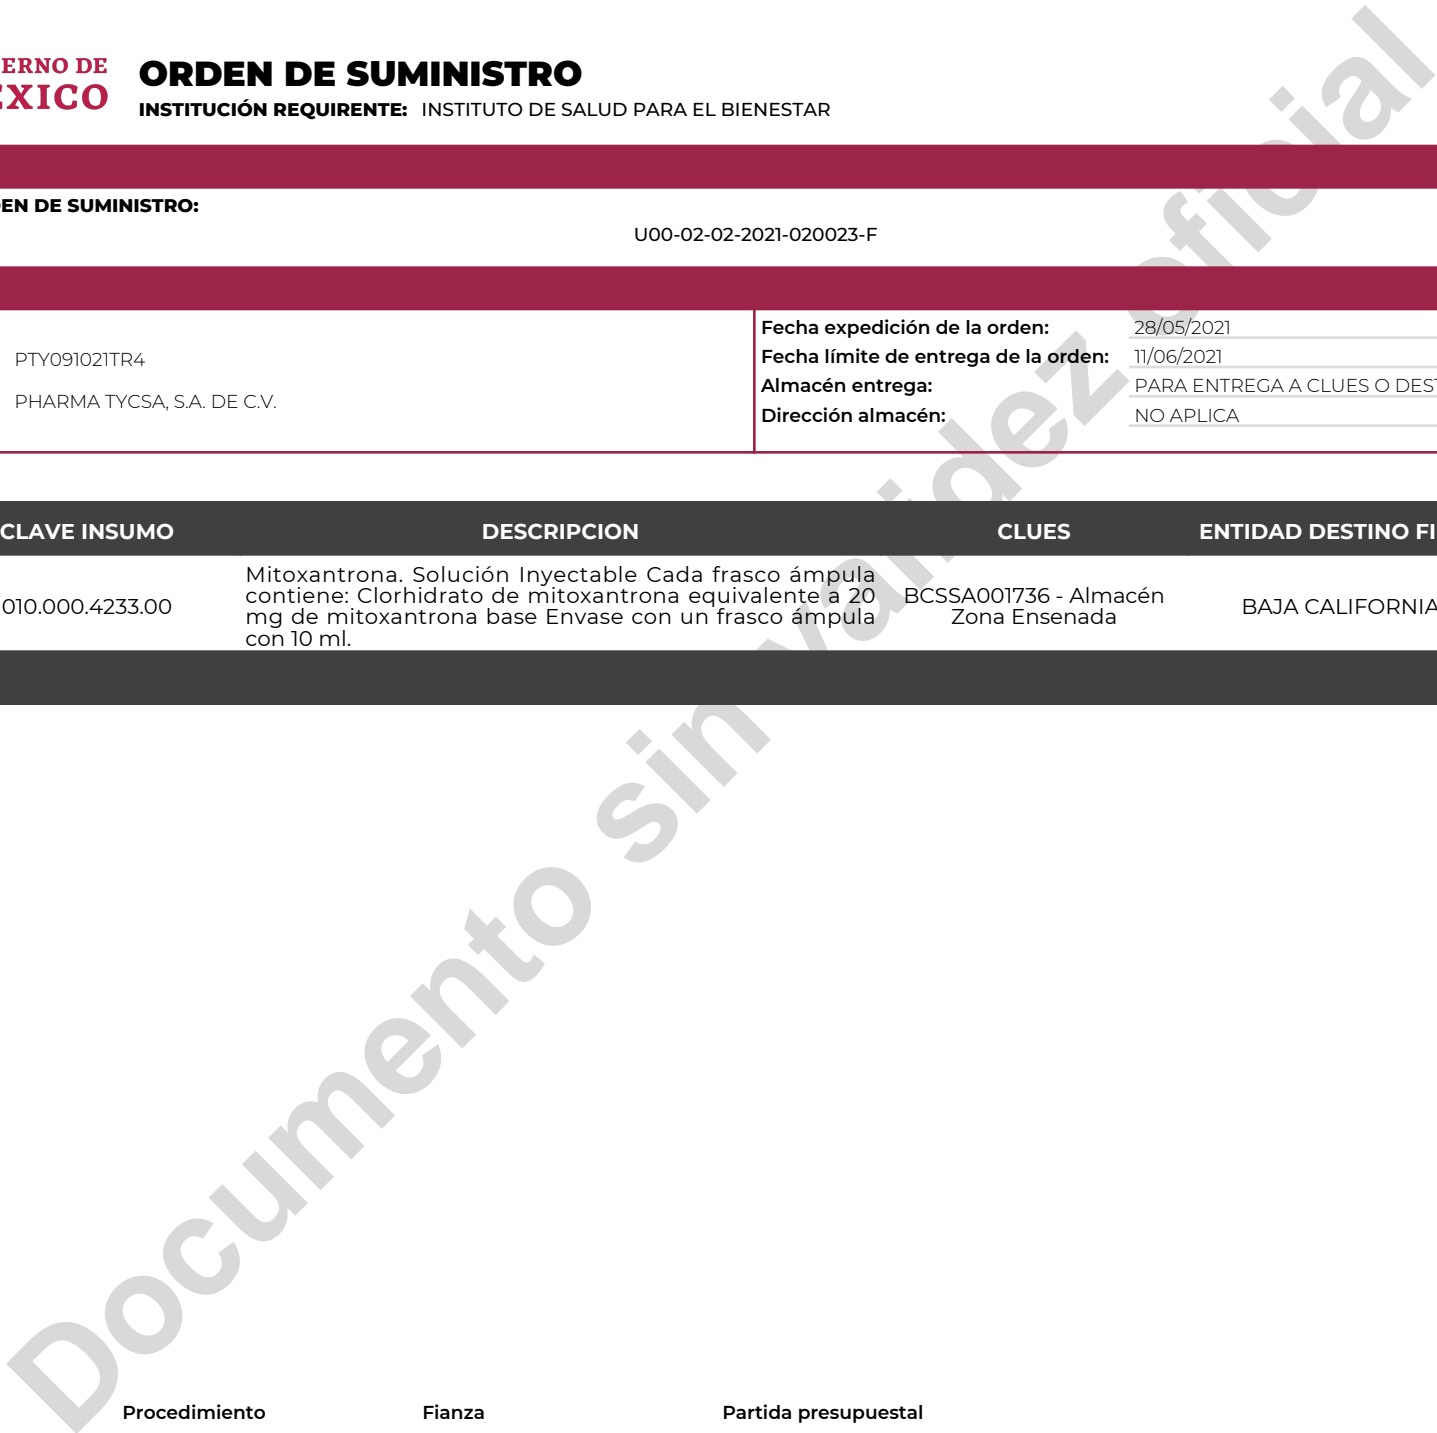 ERNO DE
ÉXICO
ORDEN DE SUMINISTRO
INSTITUCIÓN REQUIRENTE: INSTITUTO DE SALUD PARA EL BIENESTAR
EN DE SUMINISTRO:
U00-02-02-2021-020023-F
PTY091021TR4
PHARMA TYCSA, S.A. DE C.V.
Fecha expedición de la orden: 28/05/2021
Fecha límite de entrega de la orden: 11/06/2021
Almacén entrega: PARA ENTREGA A CLUES O DEST
Dirección almacén: NO APLICA
CLAVE INSUMO DESCRIPCION CLUES ENTIDAD DESTINO FI
010.000.4233.00
Mitoxantrona. Solución Inyectable Cada frasco ámpula
contiene: Clorhidrato de mitoxantrona equivalente a 20
mg de mitoxantrona base Envase con un frasco ámpula
con 10 ml.
BCSSA001736 - Almacén
Zona Ensenada
BAJA CALIFORNIA
Documento sin validez oficial
Procedimiento Fianza Partida presupuestal